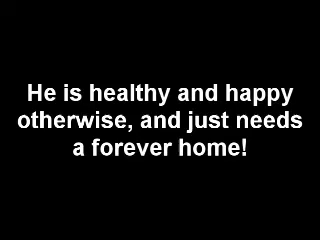 He is healthy and happy
otherwise, and just needs
a forever home!